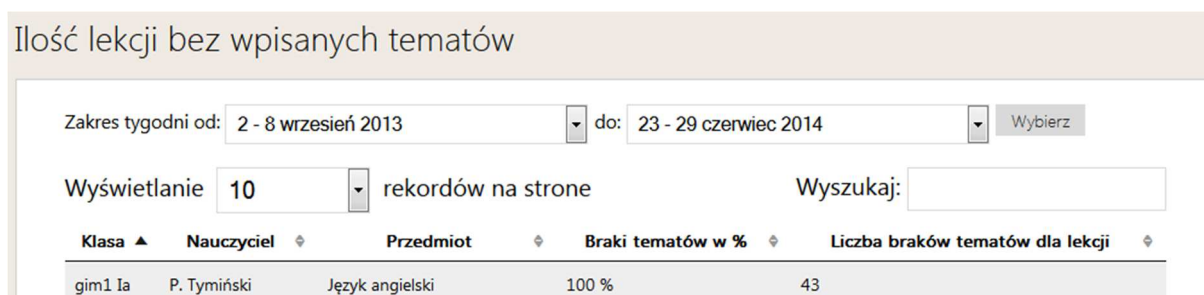 Ilość lekcji bez wpisanych tematów
Zakres tygodni od: 2 - 8 wrzesień 2013 do: 23 - 29 czerwiec 2014 Wybierz
Wyświetlanie 10 rekordów na strone Wyszukaj:
Klasa Nauczyciel Przedmiot Braki tematów w % Liczba braków tematów dla lekcji
gim1 Ia P. Tymiński Język angielski 100 % 43